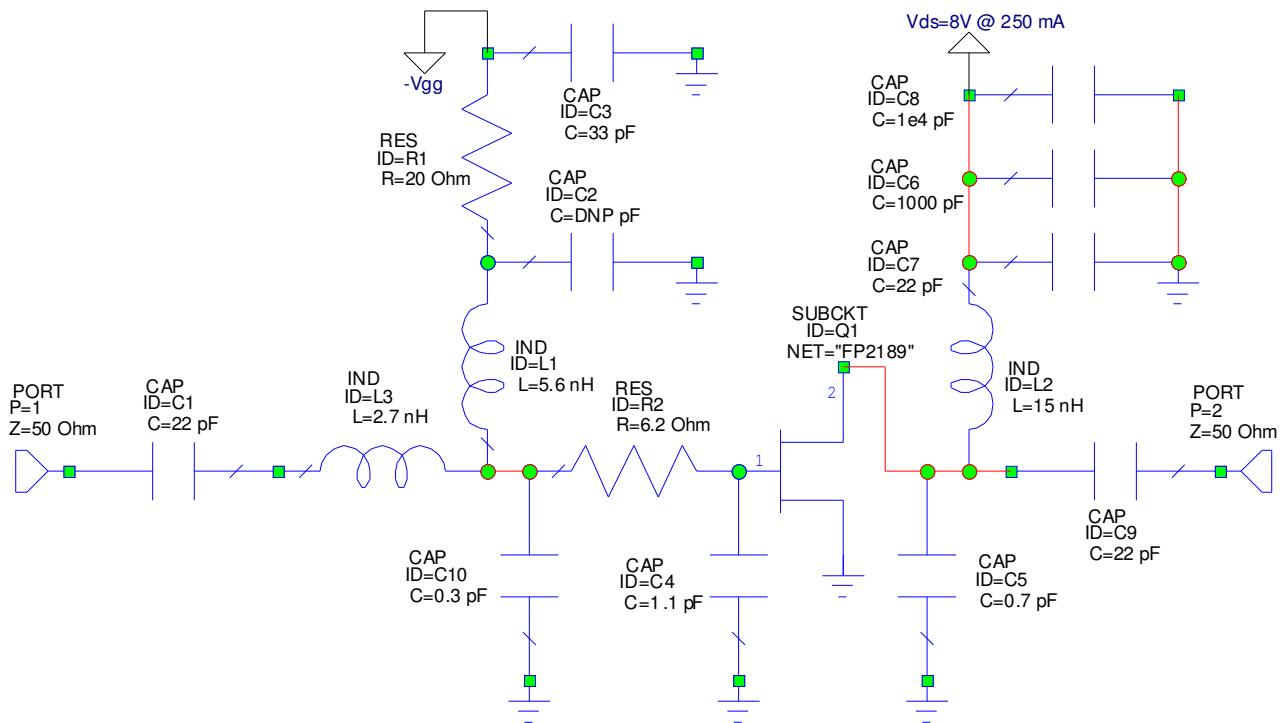 Vds=8V @ 250 mA
-Vgg
CAP
ID=C3
C=33 pF
CAP
ID=C8
C=1e4 pF
RES
ID=R1
R=20 Ohm
CAP
ID=C2
C=DNP pF
CAP
ID=C6
C=1000 pF
CAP
ID=C7
C=22 pF
SUBCKT
ID=Q1
NET="FP2189"
IND
ID=L1
L=5.6 nH
IND
ID=L2
L=15 nH
PORT
P=1
Z=50 Ohm
CAP
ID=C1
C=22 pF
IND
ID=L3
L=2.7 nH
RES
ID=R2
R=6.2 Ohm
2
1
PORT
P=2
Z=50 Ohm
CAP
ID=C9
C=22 pF
CAP
ID=C10
C=0.3 pF
CAP
ID=C4
C=1.1 pF
CAP
ID=C5
C=0.7 pF